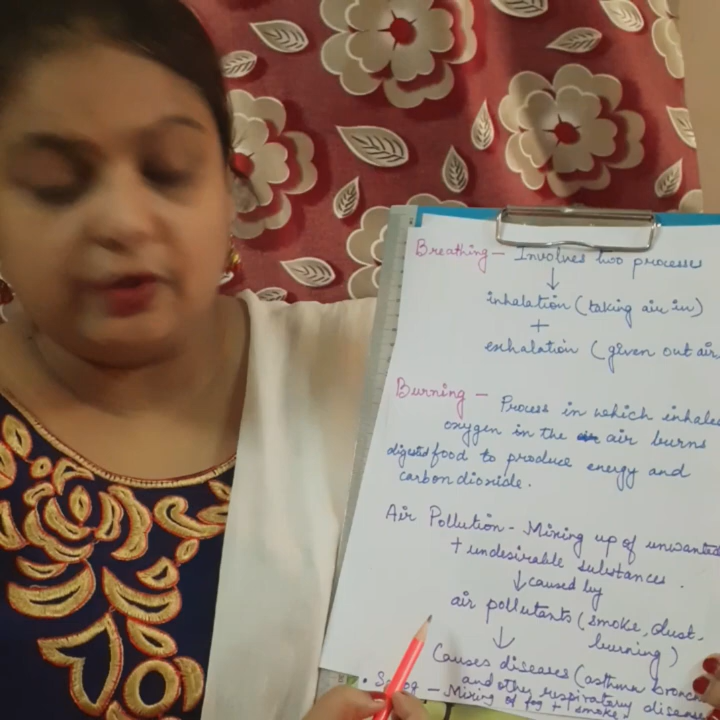 Breathing - Involves two processes
↓
inhalation (taking air in)
+
exhalation (given out air
Burning - Process in which inhaled
oxygen in the air burns
digested food to produce energy and
carbon dioxide.
Air Pollution - Mixing up of unwanted
+ undesirable substances.
↓ caused by
air pollutants (smoke, dust,
burning)
↓
Causes diseases (asthma
and othy respiratory disease
• Smog - Mixing of fog + smoke